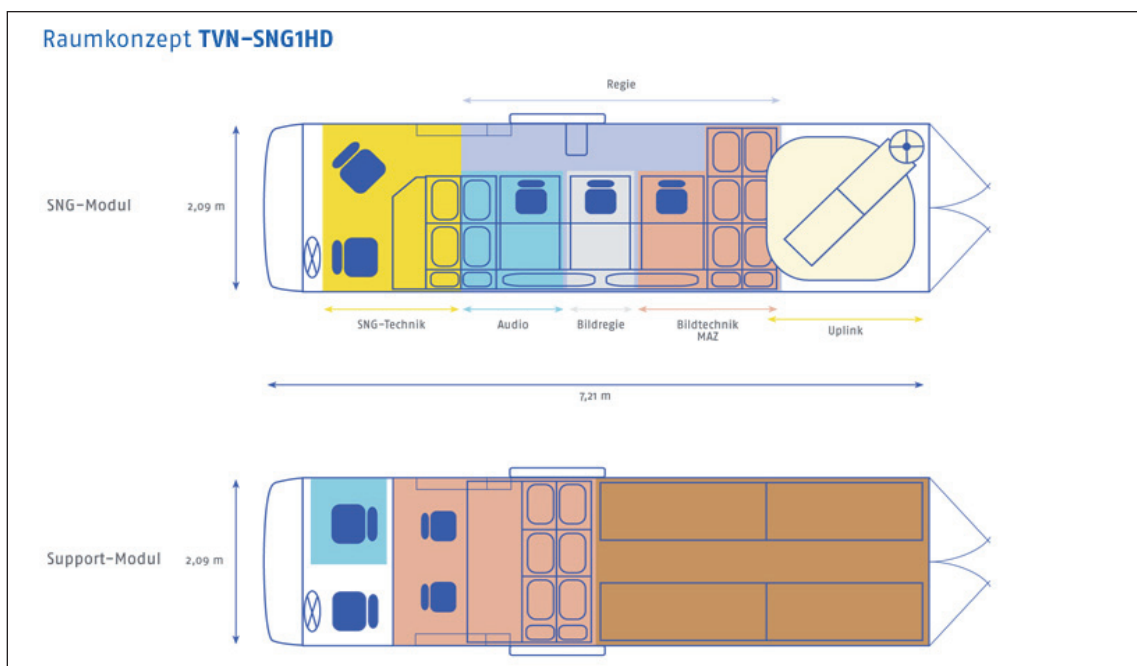 Raumkonzept TVN-SNG1HD
Regie
SNG-Modul
2,09 m
SNG-Technik
Audio
Bildregie
Bildtechnik
MAZ
Uplink
7,21 m
Support-Modul
2,09 m